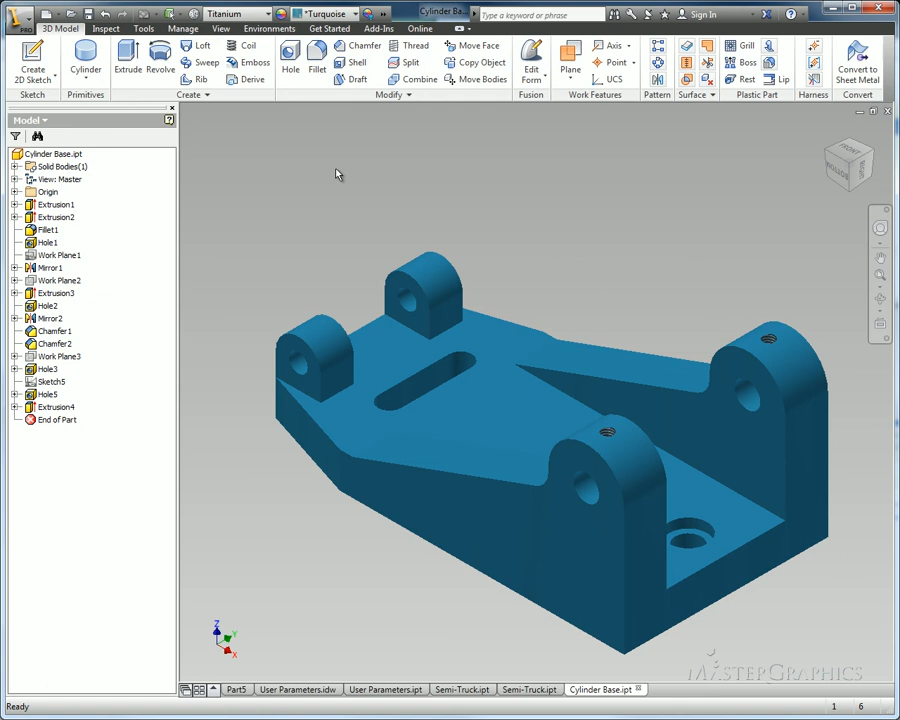 Titanium
*Turquoise
Cylinder Ba...
Type a keyword or phrase
Sign In
PRO
3D Model
Inspect
Tools
Manage
View
Environments
Get Started
Add-Ins
Online
Create
2D Sketch
Cylinder
Extrude
Revolve
Loft
Sweep
Rib
Coil
Emboss
Derive
Hole
Fillet
Chamfer
Shell
Draft
Thread
Split
Combine
Move Face
Copy Object
Move Bodies
Edit
Form
Plane
Axis
Point
UCS
Grill
Boss
Rest
Lip
Convert to
Sheet Metal
Sketch
Primitives
Create
Modify
Fusion
Work Features
Pattern
Surface
Plastic Part
Harness
Convert
Model
Cylinder Base.ipt
Solid Bodies(1)
View: Master
Origin
Extrusion1
Extrusion2
Fillet1
Hole1
Work Plane1
Mirror1
Work Plane2
Extrusion3
Hole2
Mirror2
Chamfer1
Chamfer2
Work Plane3
Hole3
Sketch5
Hole5
Extrusion4
End of Part
FRONT
RIGHT
BOTTOM
Z
Y
X
MASTERGRAPHICS
Part5
User Parameters.idw
User Parameters.ipt
Semi-Truck.ipt
Semi-Truck.ipt
Cylinder Base.ipt
Ready
1
6